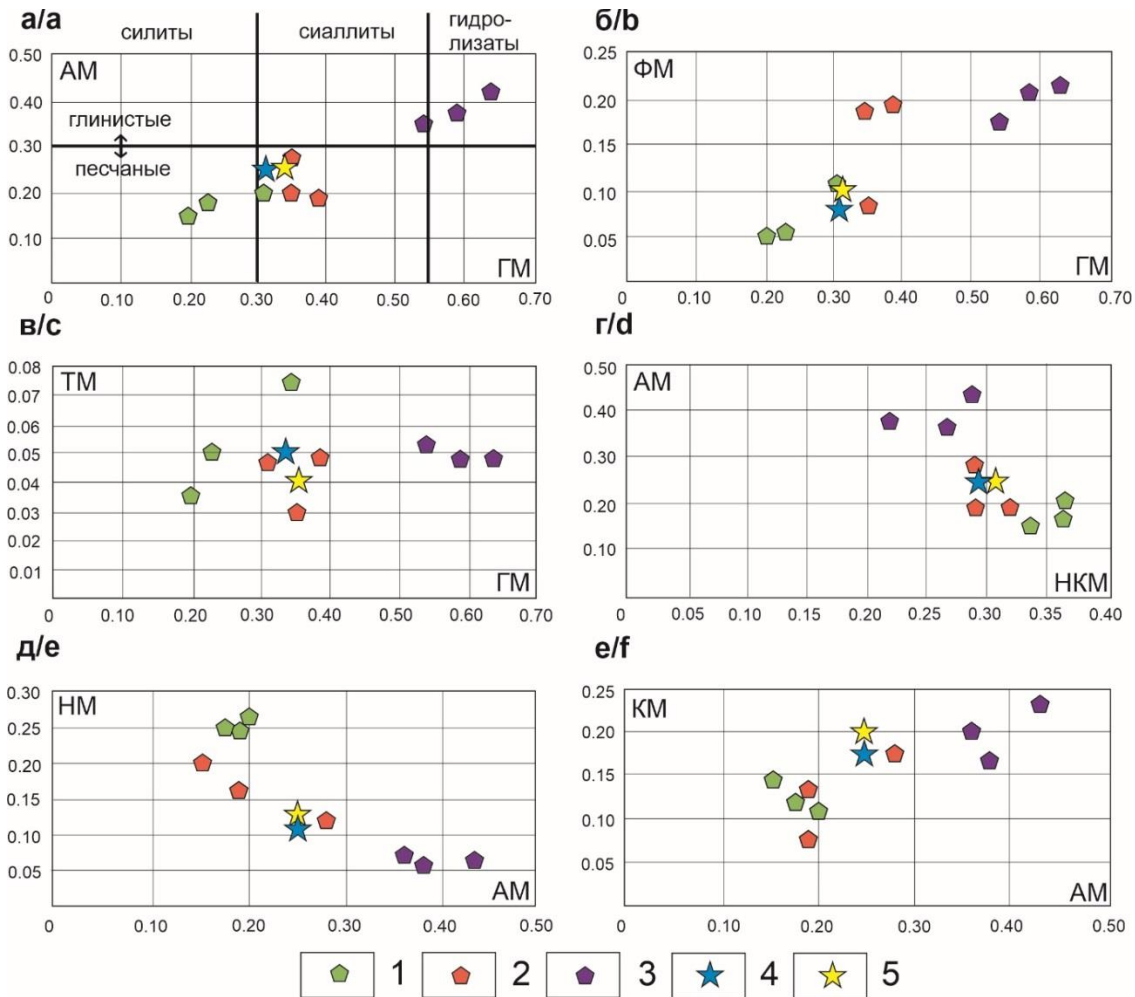 а/a
силиты
сиаллиты
гидро-
лизаты
0.50
АМ
0.40
глинистые
0.30
песчаные
0.20
0.10
ГМ
0 0.10 0.20 0.30 0.40 0.50 0.60 0.70
б/b
0.25
ФМ
0.20
0.15
0.10
0.05
ГМ
0 0.10 0.20 0.30 0.40 0.50 0.60 0.70
в/c
0.08
ТМ
0.07
0.06
0.05
0.04
0.03
0.02
0.01
ГМ
0 0.10 0.20 0.30 0.40 0.50 0.60 0.70
г/d
0.50
АМ
0.40
0.30
0.20
0.10
НКМ
0 0.05 0.10 0.15 0.20 0.25 0.30 0.35 0.40
д/e
0.30
НМ
0.25
0.20
0.15
0.10
0.05
АМ
0 0.10 0.20 0.30 0.40 0.50
е/f
0.25
КМ
0.20
0.15
0.10
0.05
АМ
0 0.10 0.20 0.30 0.40 0.50
1 2 3 4 5